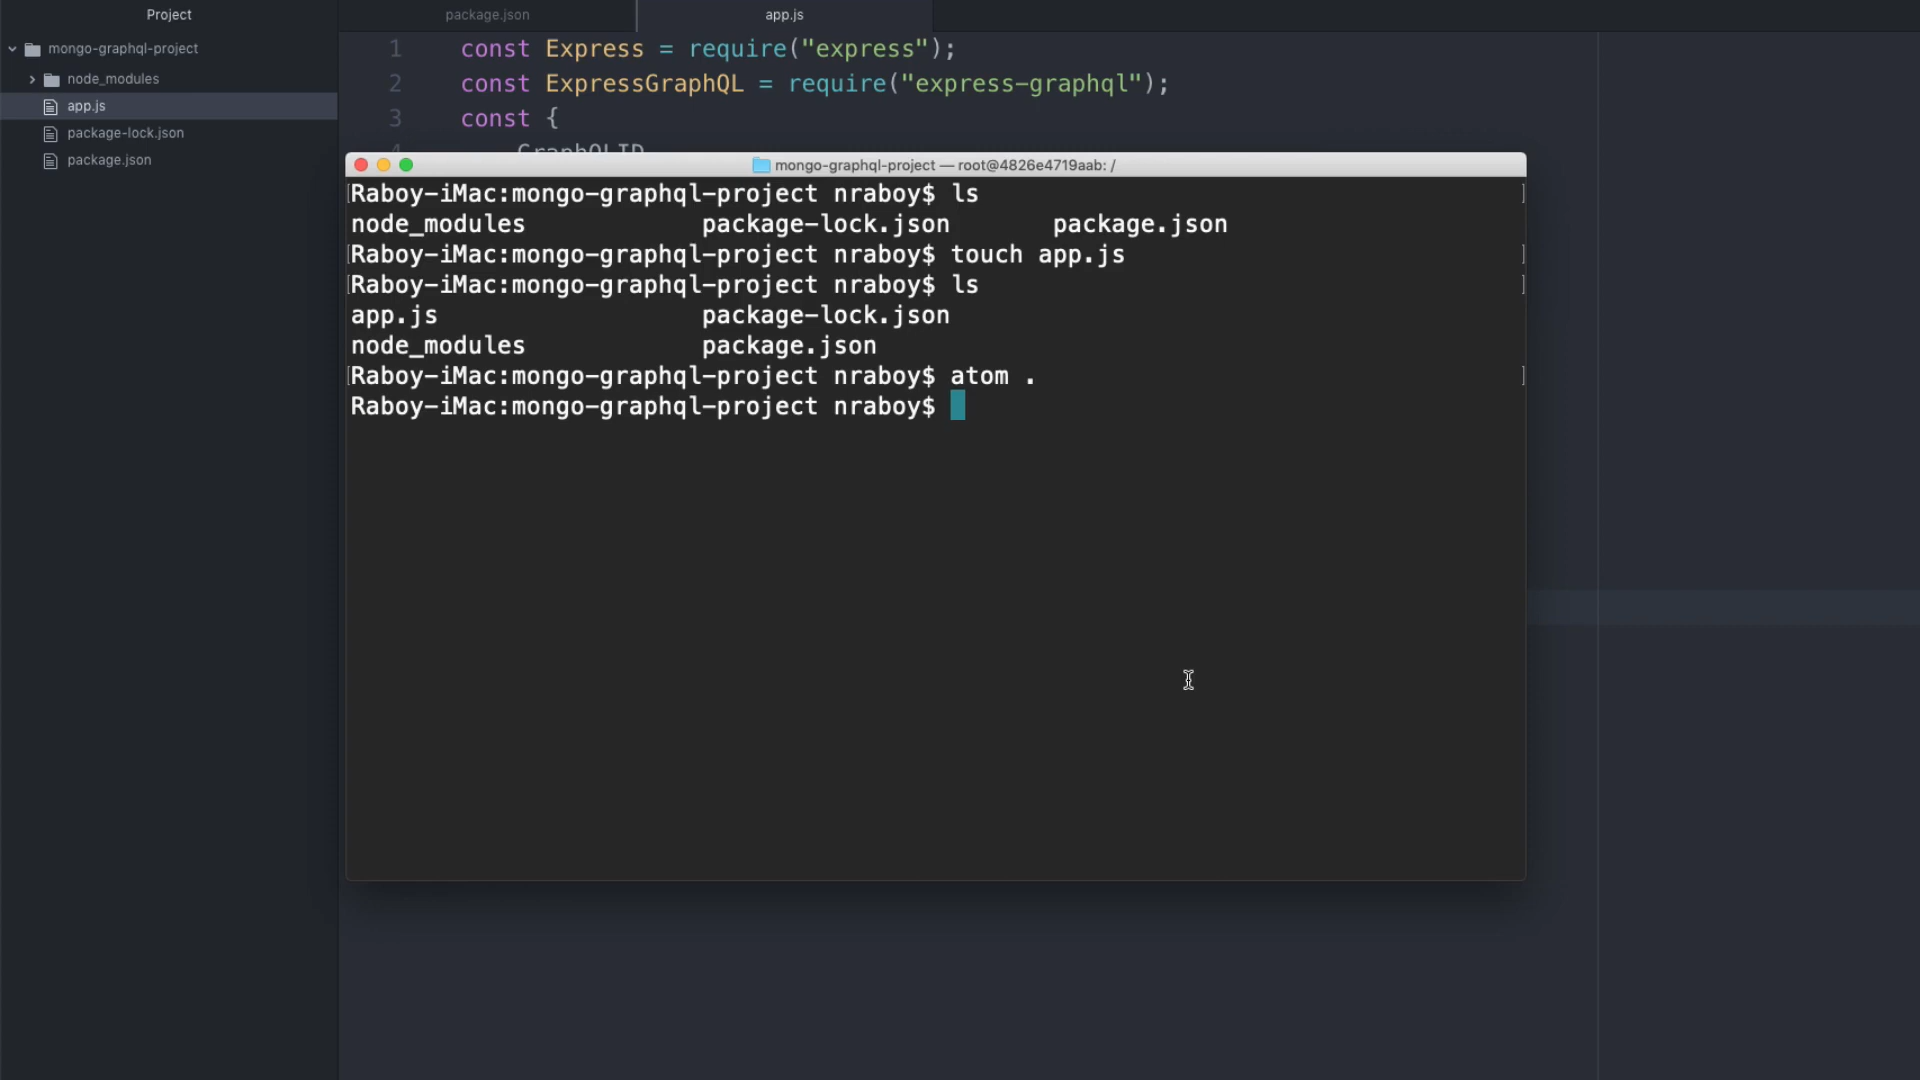 Project
mongo-graphql-project
node_modules
app.js
package-lock.json
package.json
package.json
app.js
1 const Express = require("express");
2 const ExpressGraphQL = require("express-graphql");
3 const {
GraphQLID
mongo-graphql-project — root@4826e4719aab: /
[Raboy-iMac:mongo-graphql-project nraboy$ ls ]
node_modules package-lock.json package.json
[Raboy-iMac:mongo-graphql-project nraboy$ touch app.js ]
[Raboy-iMac:mongo-graphql-project nraboy$ ls ]
app.js package-lock.json
node_modules package.json
[Raboy-iMac:mongo-graphql-project nraboy$ atom . ]
Raboy-iMac:mongo-graphql-project nraboy$